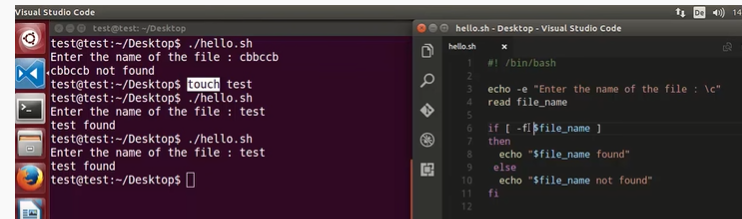 Visual Studio Code
De
14
test@test: ~/Desktop
test@test:~/Desktop$ ./hello.sh
Enter the name of the file : cbbccb
cbbccb not found
test@test:~/Desktop$ touch test
test@test:~/Desktop$ ./hello.sh
Enter the name of the file : test
test found
test@test:~/Desktop$ ./hello.sh
Enter the name of the file : test
test found
test@test:~/Desktop$
hello.sh - Desktop - Visual Studio Code
hello.sh
1 #! /bin/bash
2
3 echo -e "Enter the name of the file : \c"
4 read file_name
5
6 if [ -f $file_name ]
7 then
8 echo "$file_name found"
9 else
10 echo "$file_name not found"
11 fi
12